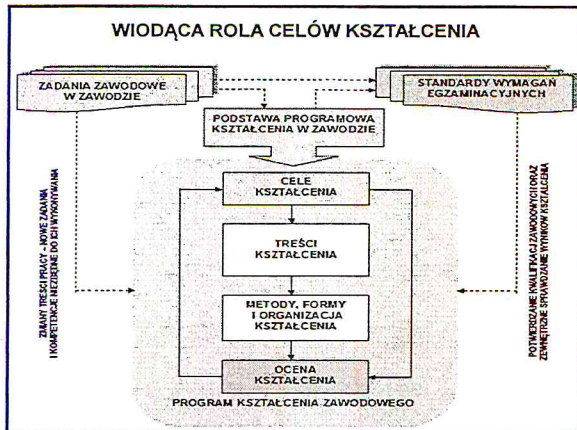 WIODĄCA ROLA CELÓW KSZTAŁCENIA
ZADANIA ZAWODOWE
W ZAWODZIE
STANDARDY WYMAGAŃ
EGZAMINACYJNYCH
PODSTAWA PROGRAMOWA
KSZTAŁCENIA W ZAWODZIE
CELE
KSZTAŁCENIA
TREŚCI
KSZTAŁCENIA
METODY, FORMY
I ORGANIZACJA
KSZTAŁCENIA
OCENA
KSZTAŁCENIA
PROGRAM KSZTAŁCENIA ZAWODOWEGO
ZMIANY TREŚCI PRACY - NOWE ZADANIA
I KOMPETENCJE NIEZBĘDNE DO ICH WYKONYWANIA
POTWIERDZANIE KWALIFIKACJI ZAWODOWYCH ORAZ
ZEWNĘTRZNE SPRAWDZANIE WYNIKÓW KSZTAŁCENIA